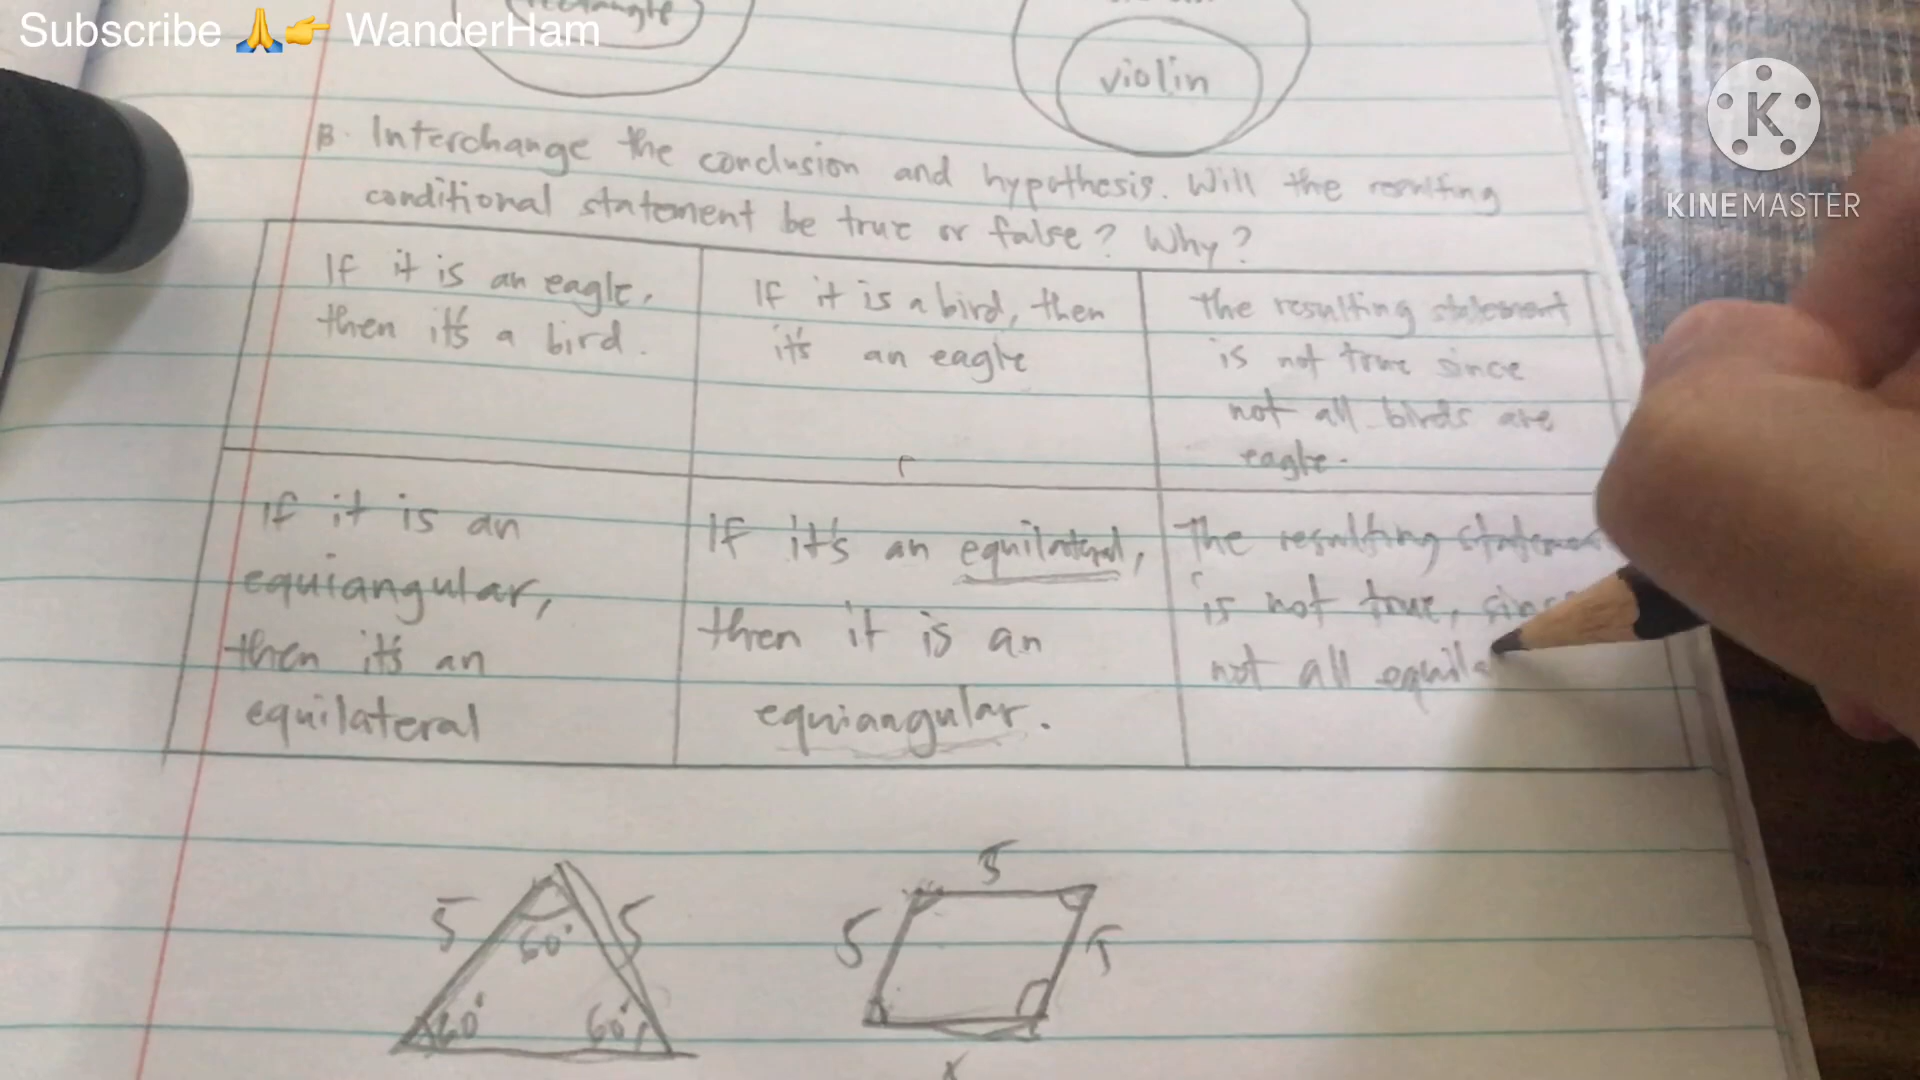 Subscribe 🙏👉 WanderHam
rectangle
violin
K
KINEMASTER
B. Interchange the conclusion and hypothesis. Will the resulting
conditional statement be true or false? Why?
If it is an eagle,
then it's a bird.
If it is a bird, then
it's an eagle
The resulting statement
is not true since
not all birds are
eagle.
If it is an
equiangular,
then it's an
equilateral
If it's an equilateral,
then it is an
equiangular.
The resulting statement
is not true, since
not all equila
5
5
60°
60°
60°
5
5
5